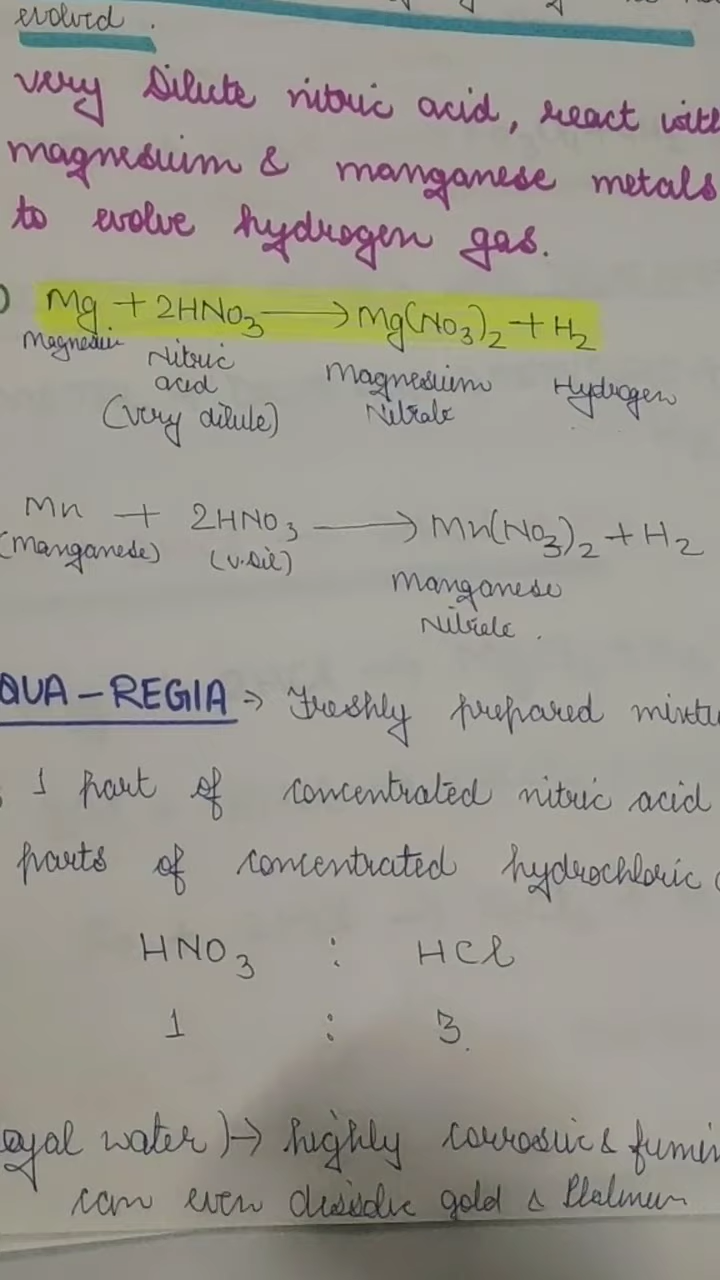 evolved .
very Dilute nitric acid, react with
magnesium & manganese metals
to evolve hydrogen gas.
Mg + 2HNO3 → Mg(NO3)2 + H2
Magnesium Nitric acid (very dilute) Magnesium Nitrate Hydrogen
Mn + 2HNO3 → Mn(NO3)2 + H2
(Manganese) (v.dil) Manganese Nitrate .
QUA - REGIA → Freshly prepared mixtu
1 part of concentrated nitric acid
parts of concentrated hydrochloric
HNO3 : HCl
1 : 3.
oyal water) → highly corrosive & fumin
can even dissolve gold & Platinum